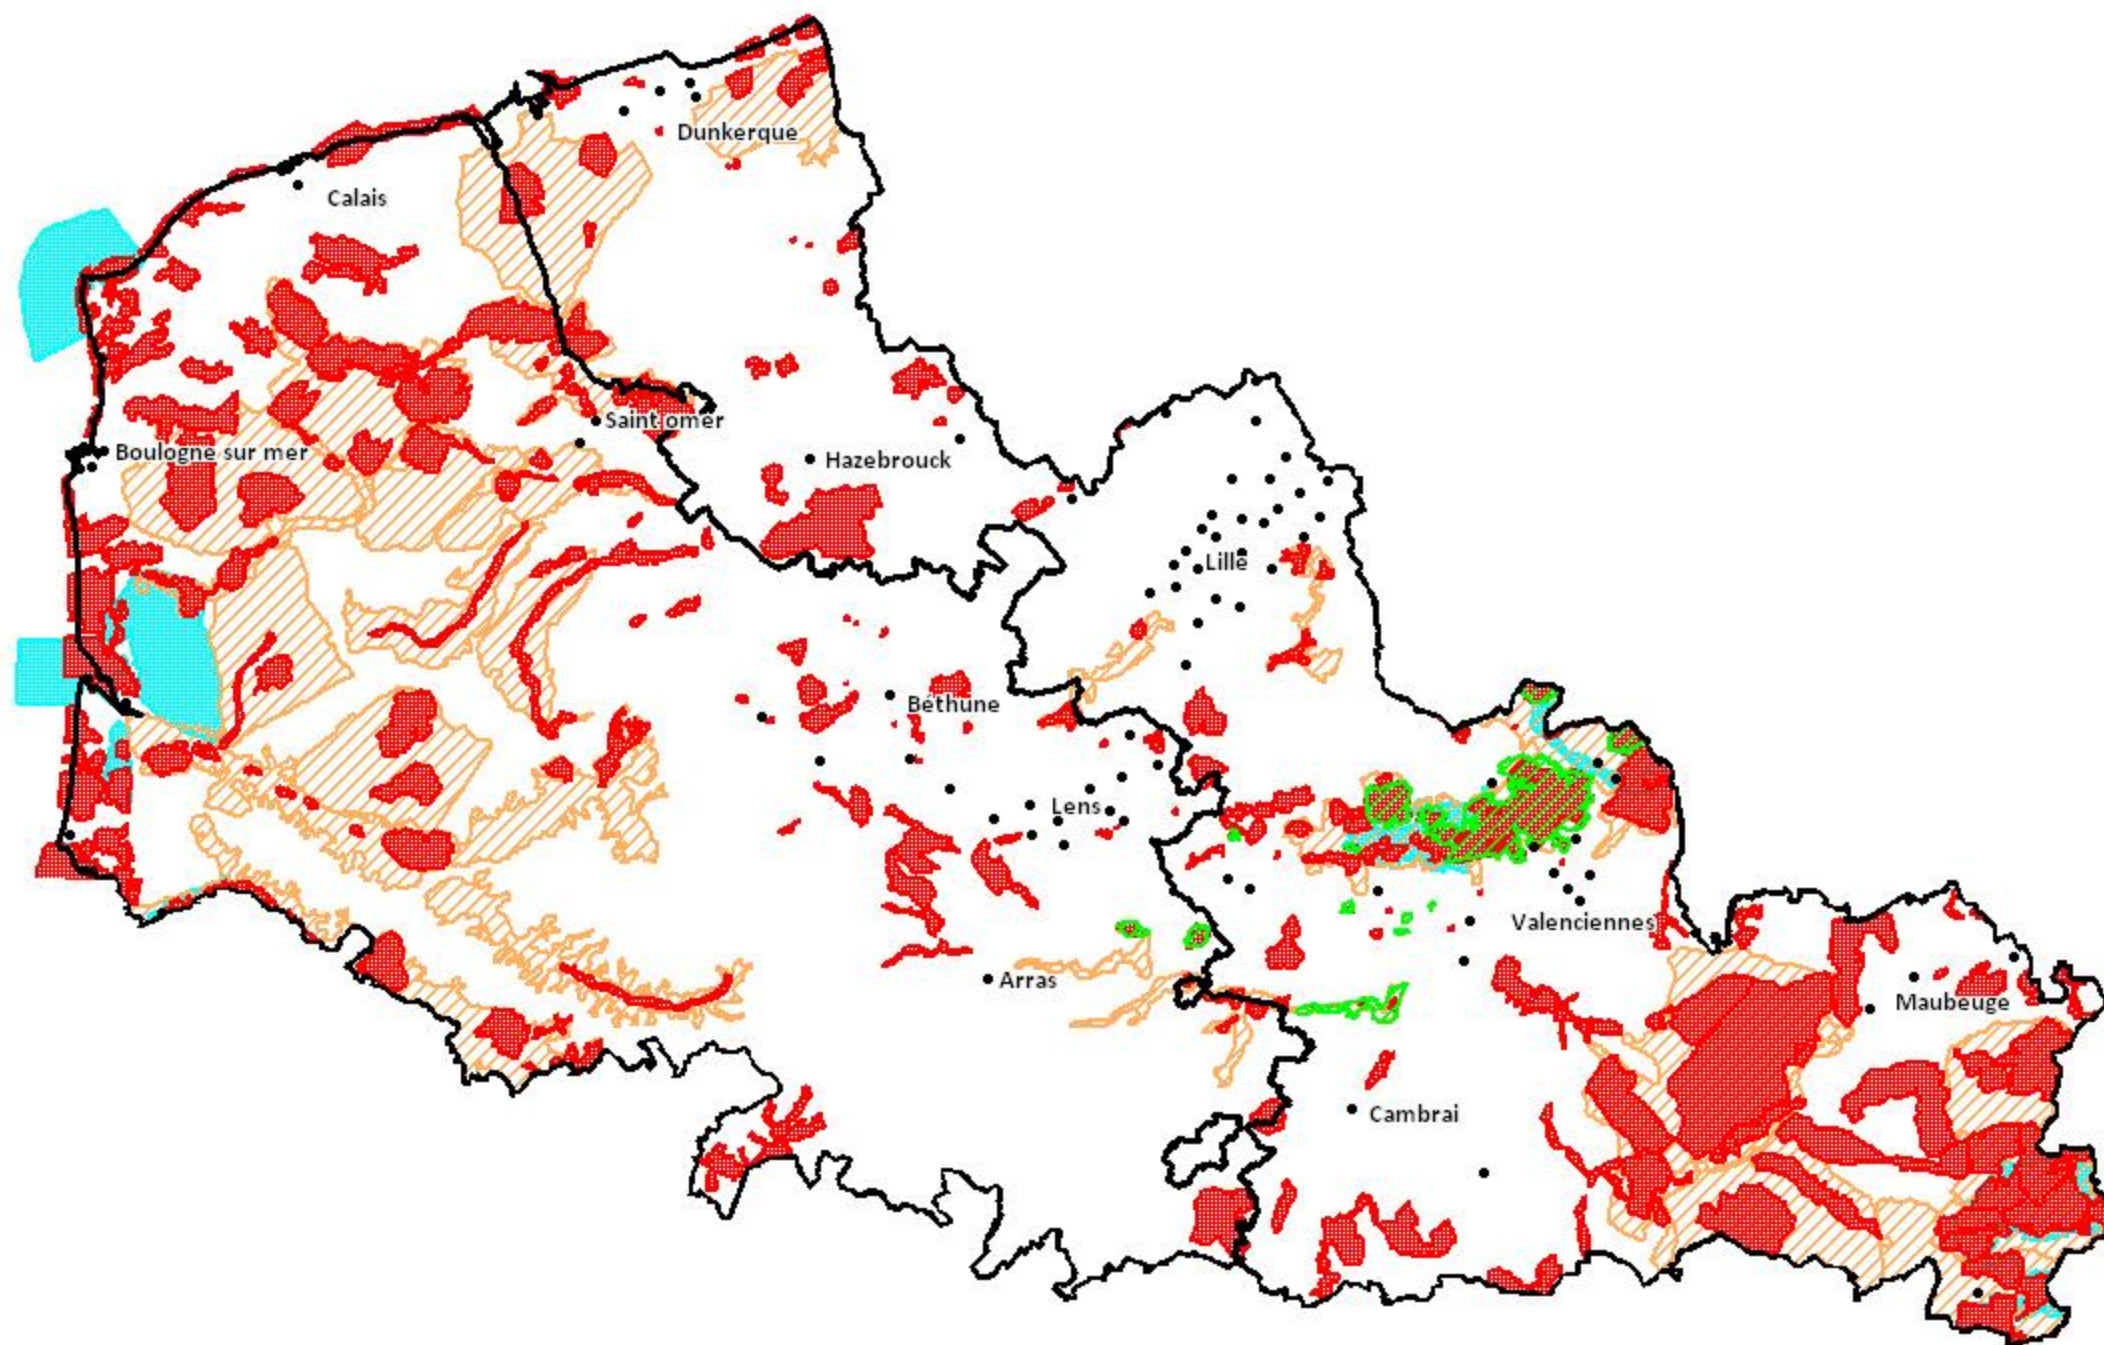 Dunkerque
Calais
Saint omer
Boulogne sur mer
Hazebrouck
Lille
Béthune
Lens
Valenciennes
Arras
Maubeuge
Cambrai